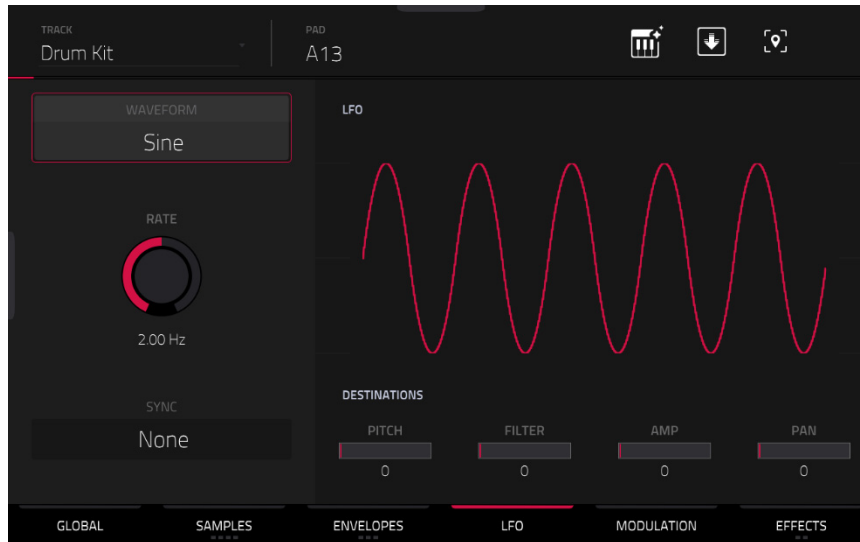 TRACK
Drum Kit
PAD
A13
WAVEFORM
Sine
RATE
2.00 Hz
SYNC
None
LFO
DESTINATIONS
PITCH FILTER AMP PAN
0 0 0 0
GLOBAL SAMPLES ENVELOPES LFO MODULATION EFFECTS